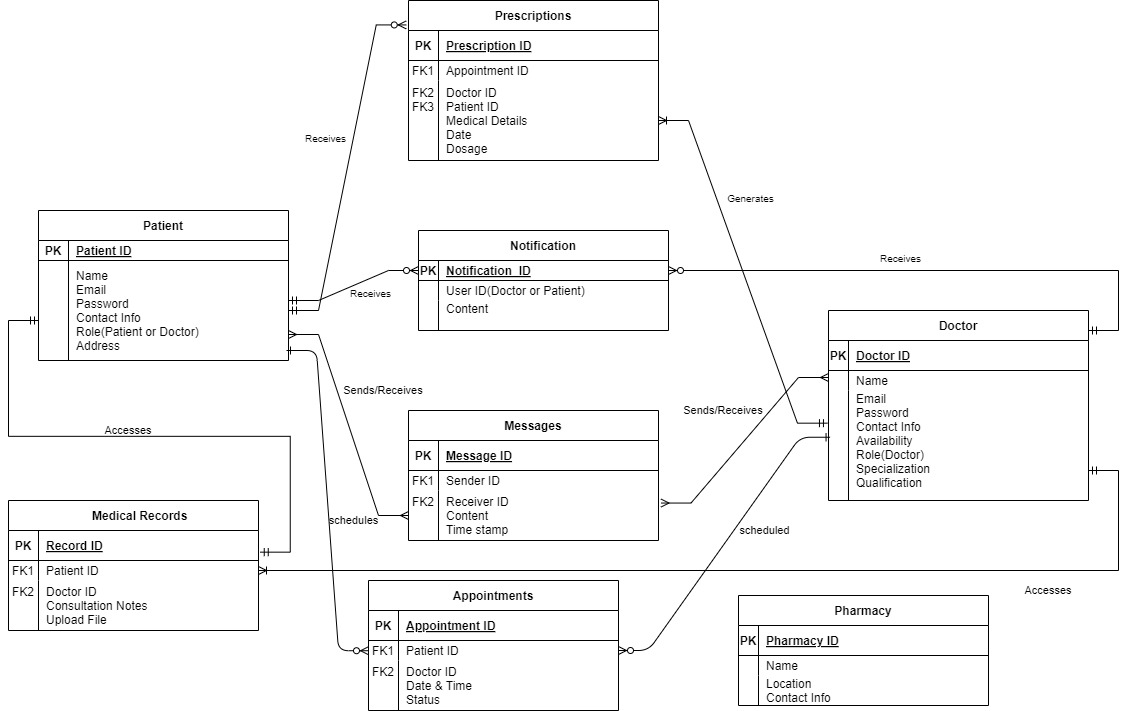 Prescriptions
PK Prescription ID
FK1 Appointment ID
FK2 Doctor ID
FK3 Patient ID
Medical Details
Date
Dosage
Receives
Generates
Patient
PK Patient ID
Name
Email
Password
Contact Info
Role(Patient or Doctor)
Address
Notification
PK Notification_ID
User ID(Doctor or Patient)
Content
Receives
Receives
Doctor
PK Doctor ID
Name
Email
Password
Contact Info
Availability
Role(Doctor)
Specialization
Qualification
Sends/Receives
Sends/Receives
Messages
PK Message ID
FK1 Sender ID
FK2 Receiver ID
Content
Time stamp
Accesses
schedules
scheduled
Medical Records
PK Record ID
FK1 Patient ID
FK2 Doctor ID
Consultation Notes
Upload File
Accesses
Appointments
PK Appointment ID
FK1 Patient ID
FK2 Doctor ID
Date & Time
Status
Pharmacy
PK Pharmacy ID
Name
Location
Contact Info